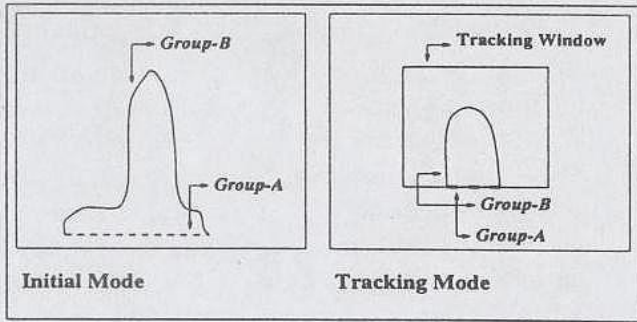 Group-B
Group-A
Initial Mode
Tracking Window
Group-B
Group-A
Tracking Mode